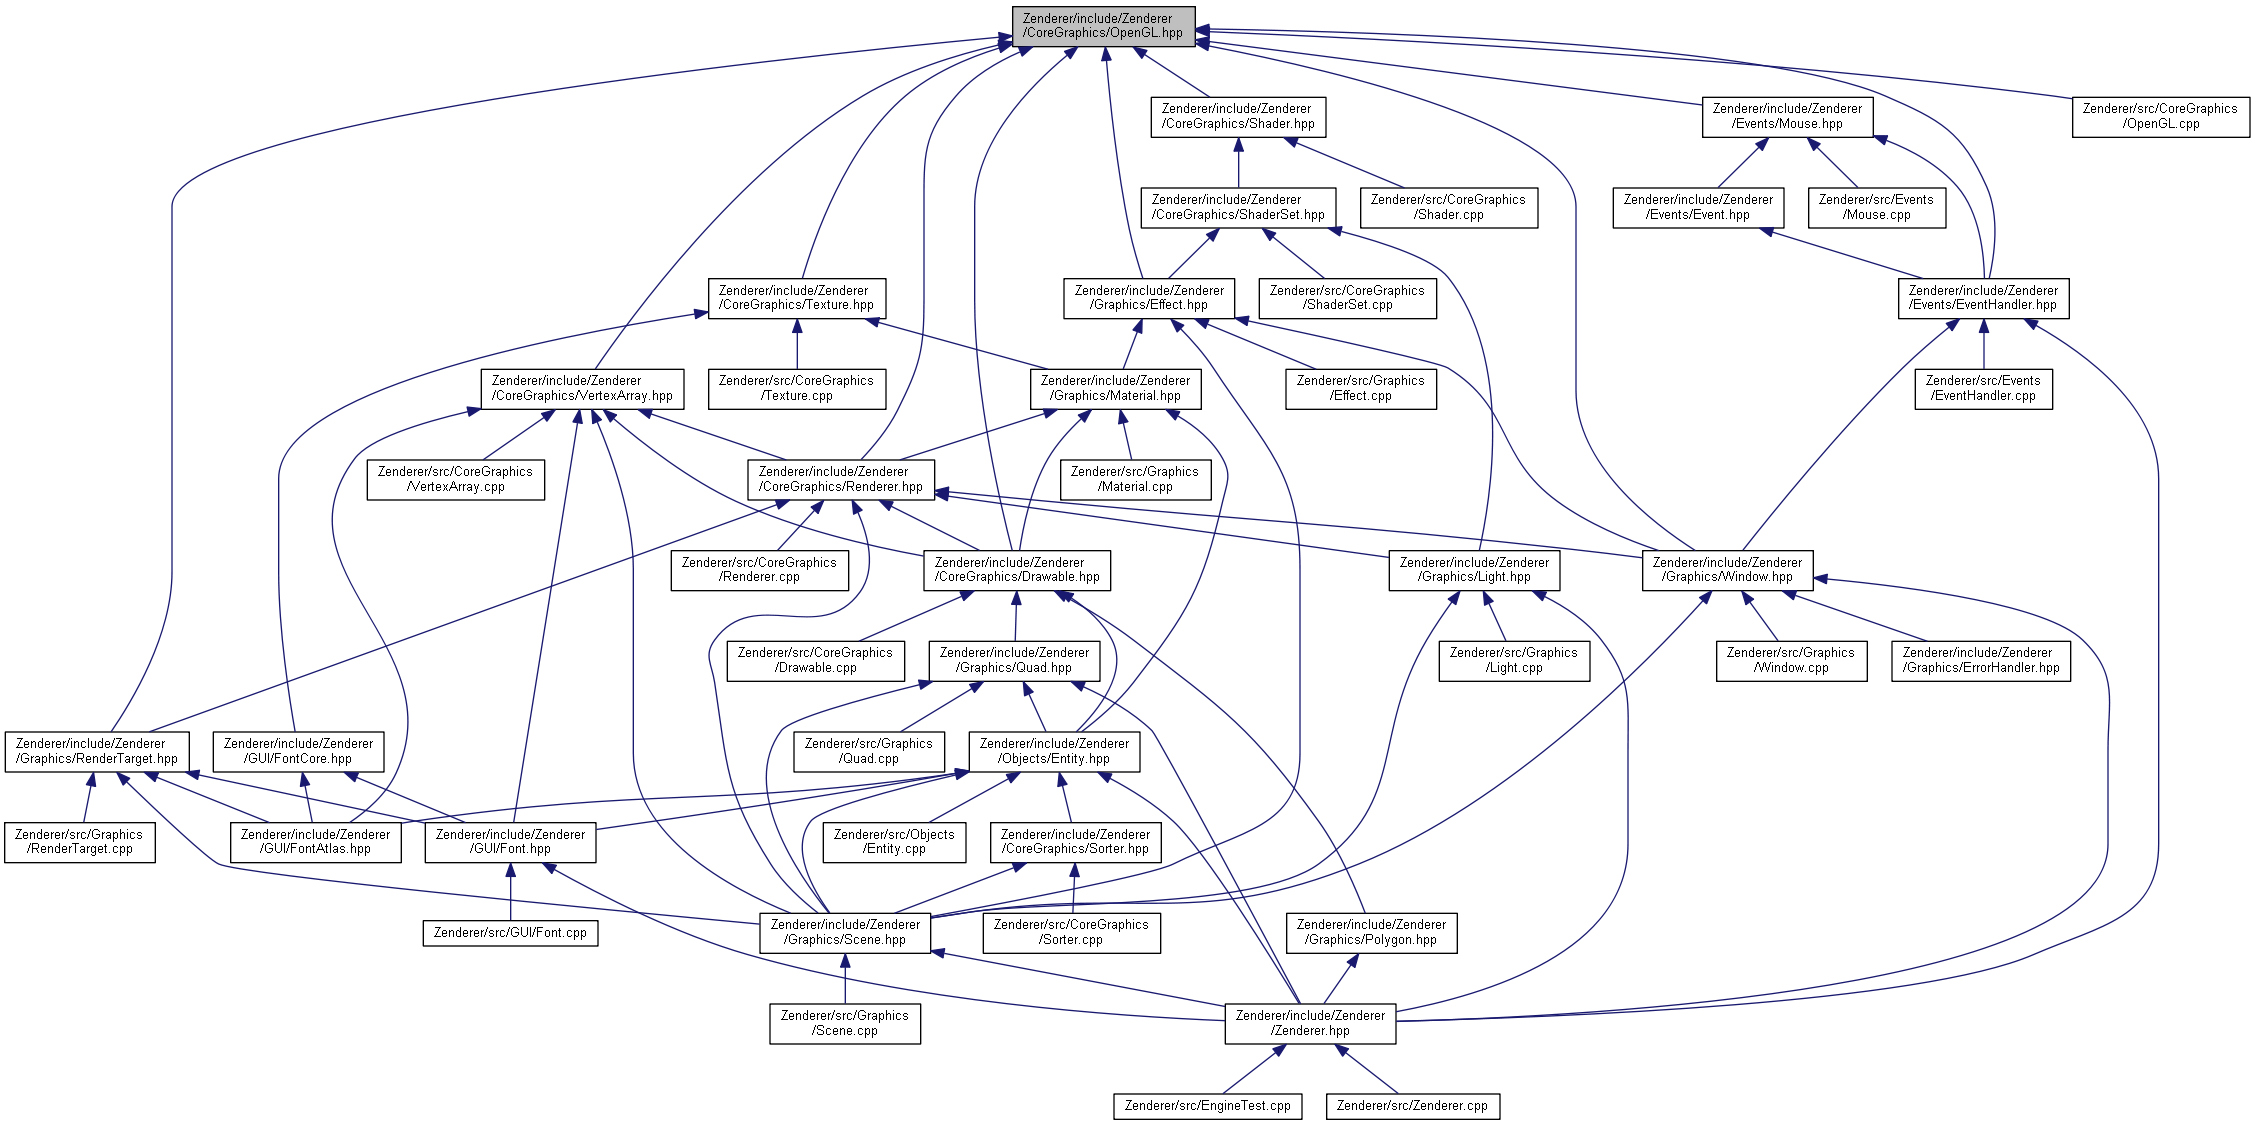 Zenderer/include/Zenderer
/CoreGraphics/OpenGL.hpp
Zenderer/include/Zenderer
/CoreGraphics/Shader.hpp
Zenderer/include/Zenderer
/Events/Mouse.hpp
Zenderer/src/CoreGraphics
/OpenGL.cpp
Zenderer/include/Zenderer
/CoreGraphics/ShaderSet.hpp
Zenderer/src/CoreGraphics
/Shader.cpp
Zenderer/include/Zenderer
/Events/Event.hpp
Zenderer/src/Events
/Mouse.cpp
Zenderer/include/Zenderer
/CoreGraphics/Texture.hpp
Zenderer/include/Zenderer
/Graphics/Effect.hpp
Zenderer/src/CoreGraphics
/ShaderSet.cpp
Zenderer/include/Zenderer
/Events/EventHandler.hpp
Zenderer/include/Zenderer
/CoreGraphics/VertexArray.hpp
Zenderer/src/CoreGraphics
/Texture.cpp
Zenderer/include/Zenderer
/Graphics/Material.hpp
Zenderer/src/Graphics
/Effect.cpp
Zenderer/src/Events
/EventHandler.cpp
Zenderer/src/CoreGraphics
/VertexArray.cpp
Zenderer/include/Zenderer
/CoreGraphics/Renderer.hpp
Zenderer/src/Graphics
/Material.cpp
Zenderer/src/CoreGraphics
/Renderer.cpp
Zenderer/include/Zenderer
/CoreGraphics/Drawable.hpp
Zenderer/include/Zenderer
/Graphics/Light.hpp
Zenderer/include/Zenderer
/Graphics/Window.hpp
Zenderer/src/CoreGraphics
/Drawable.cpp
Zenderer/include/Zenderer
/Graphics/Quad.hpp
Zenderer/src/Graphics
/Light.cpp
Zenderer/src/Graphics
/Window.cpp
Zenderer/include/Zenderer
/Graphics/ErrorHandler.hpp
Zenderer/include/Zenderer
/Graphics/RenderTarget.hpp
Zenderer/include/Zenderer
/GUI/FontCore.hpp
Zenderer/src/Graphics
/Quad.cpp
Zenderer/include/Zenderer
/Objects/Entity.hpp
Zenderer/src/Graphics
/RenderTarget.cpp
Zenderer/include/Zenderer
/GUI/FontAtlas.hpp
Zenderer/include/Zenderer
/GUI/Font.hpp
Zenderer/src/Objects
/Entity.cpp
Zenderer/include/Zenderer
/CoreGraphics/Sorter.hpp
Zenderer/src/GUI/Font.cpp
Zenderer/include/Zenderer
/Graphics/Scene.hpp
Zenderer/src/CoreGraphics
/Sorter.cpp
Zenderer/include/Zenderer
/Graphics/Polygon.hpp
Zenderer/src/Graphics
/Scene.cpp
Zenderer/include/Zenderer
/Zenderer.hpp
Zenderer/src/EngineTest.cpp
Zenderer/src/Zenderer.cpp